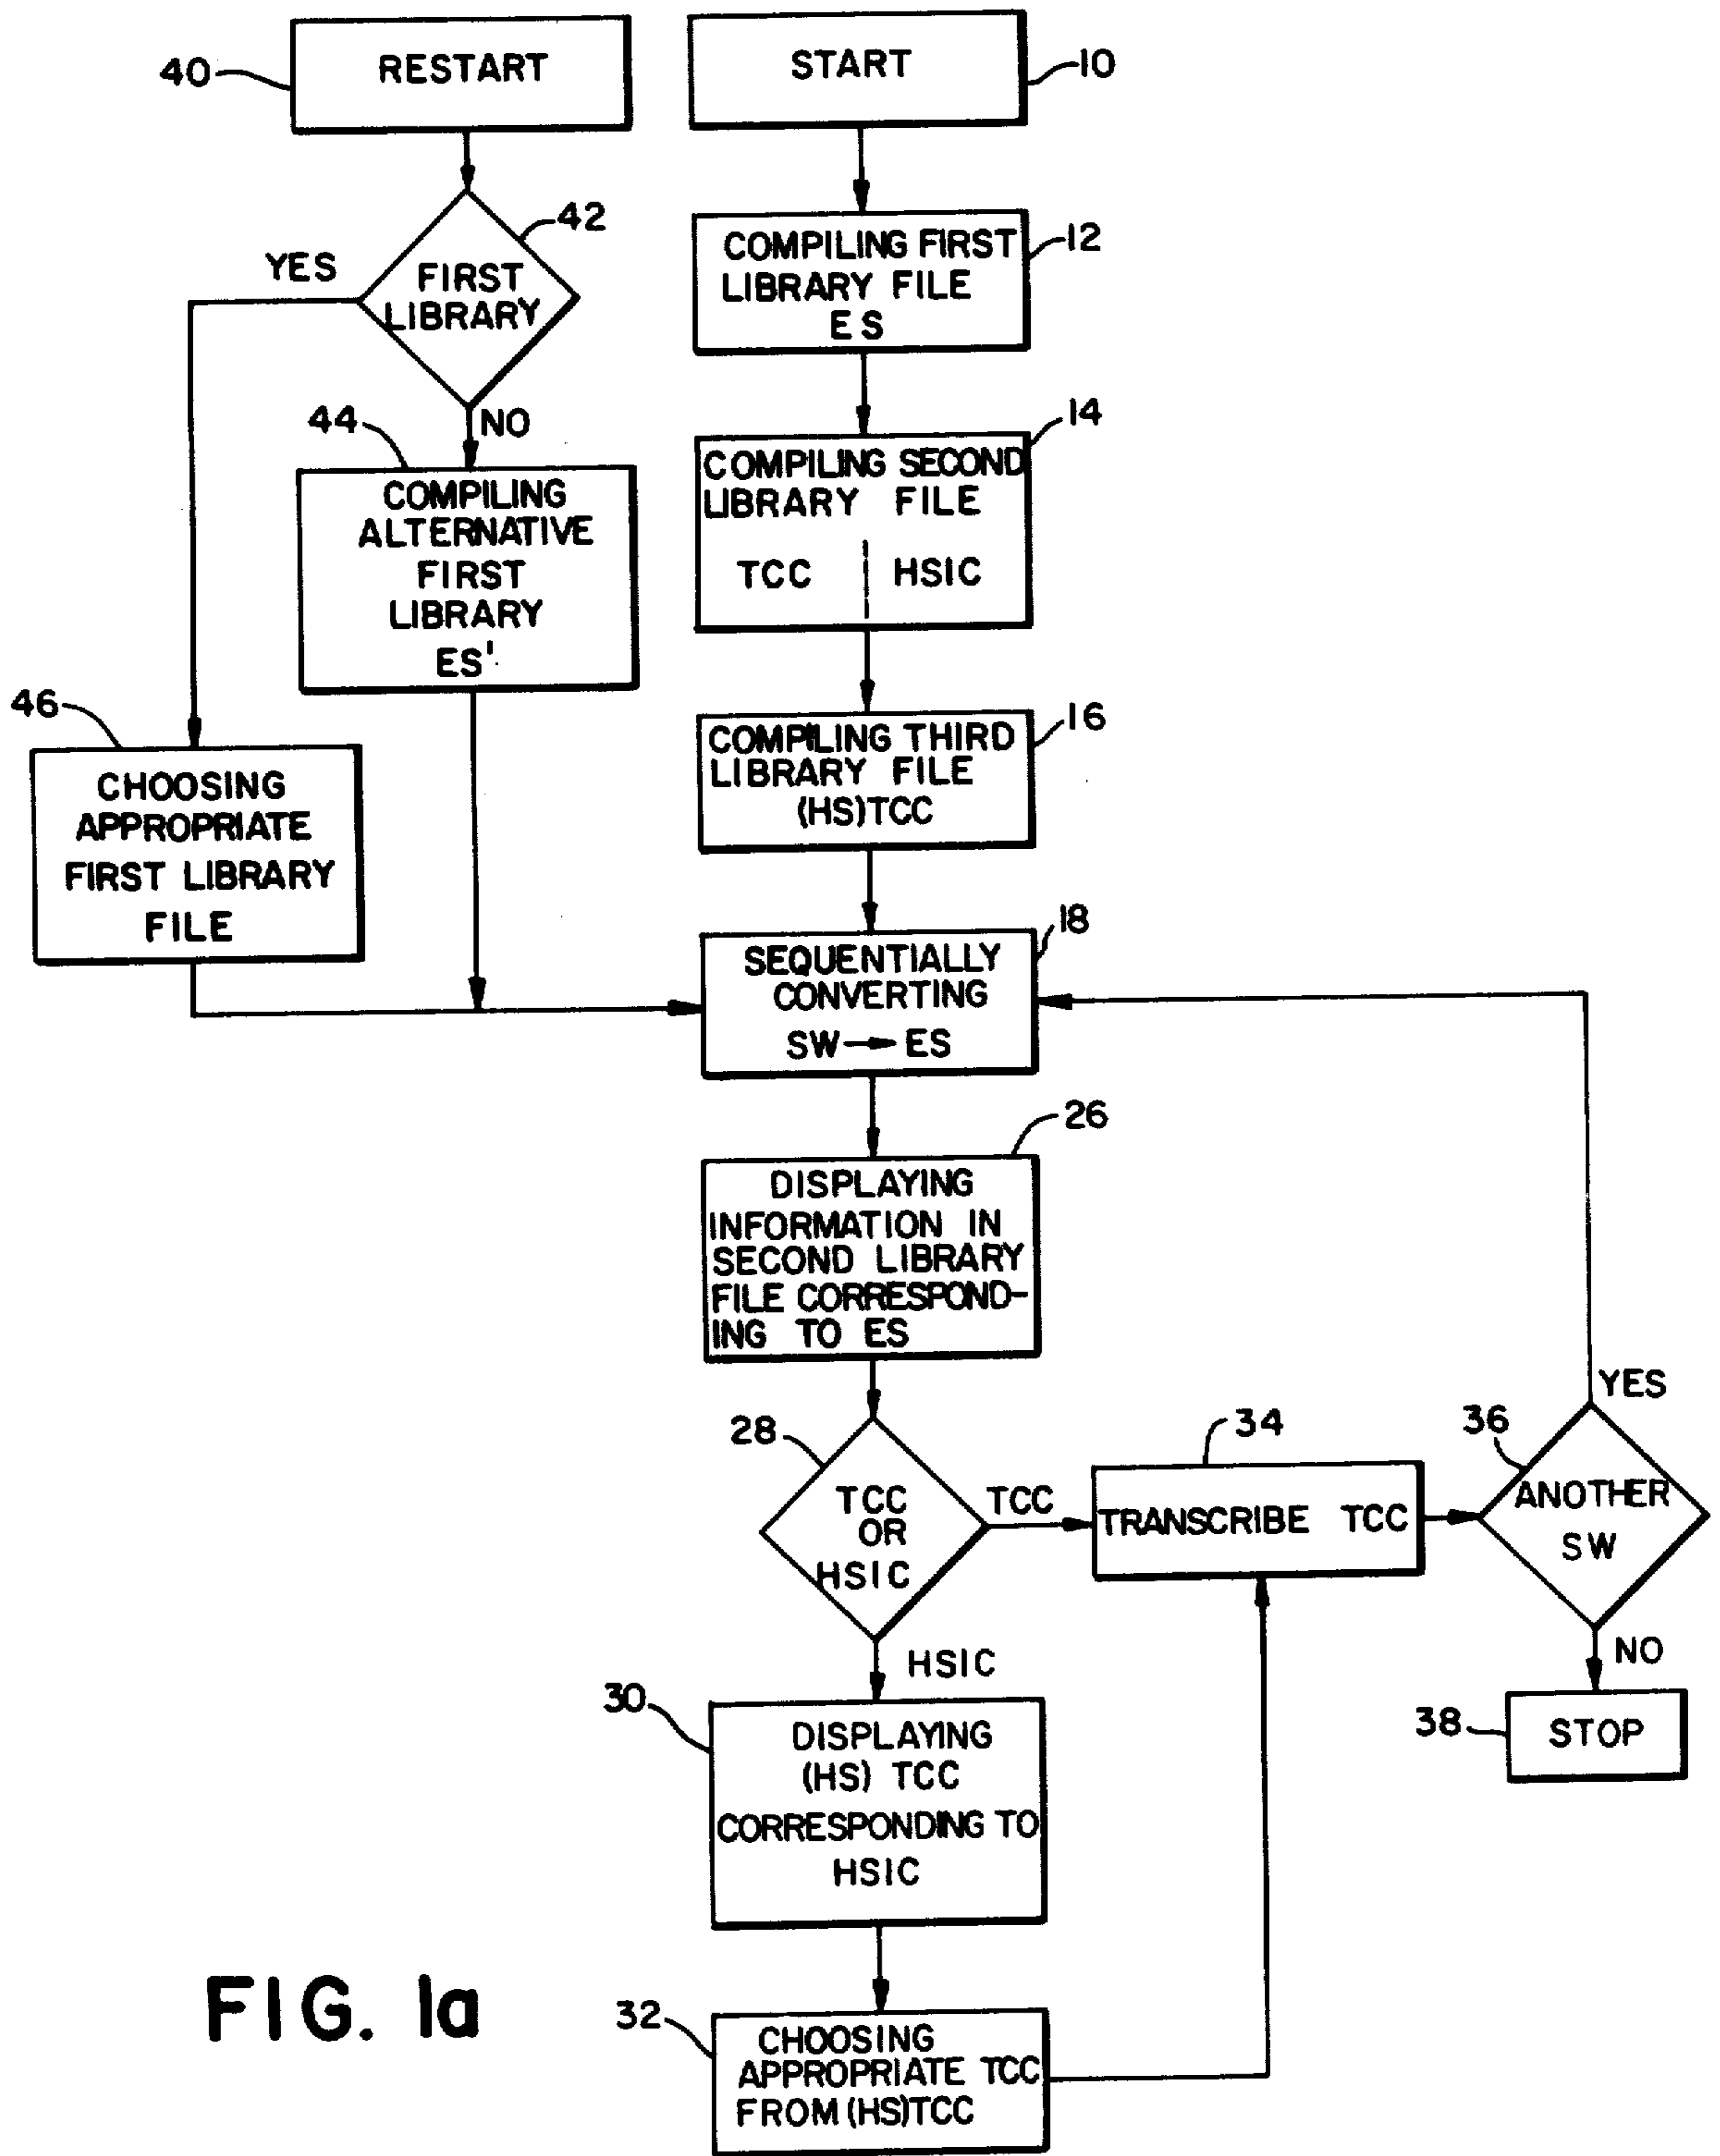 RESTART
40
START
10
42
FIRST
LIBRARY
YES
NO
COMPILING FIRST
LIBRARY FILE
ES
12
44
COMPILING
ALTERNATIVE
FIRST
LIBRARY
ES'
COMPILING SECOND
LIBRARY FILE
TCC HSIC
14
46
CHOOSING
APPROPRIATE
FIRST LIBRARY
FILE
COMPILING THIRD
LIBRARY FILE
(HS)TCC
16
SEQUENTIALLY
CONVERTING
SW → ES
18
DISPLAYING
INFORMATION IN
SECOND LIBRARY
FILE CORRESPOND-
ING TO ES
26
28
TCC
OR
HSIC
TCC
HSIC
34
TRANSCRIBE TCC
36
ANOTHER
SW
YES
NO
38
STOP
30
DISPLAYING
(HS) TCC
CORRESPONDING TO
HSIC
32
CHOOSING
APPROPRIATE TCC
FROM (HS)TCC
FIG. 1a